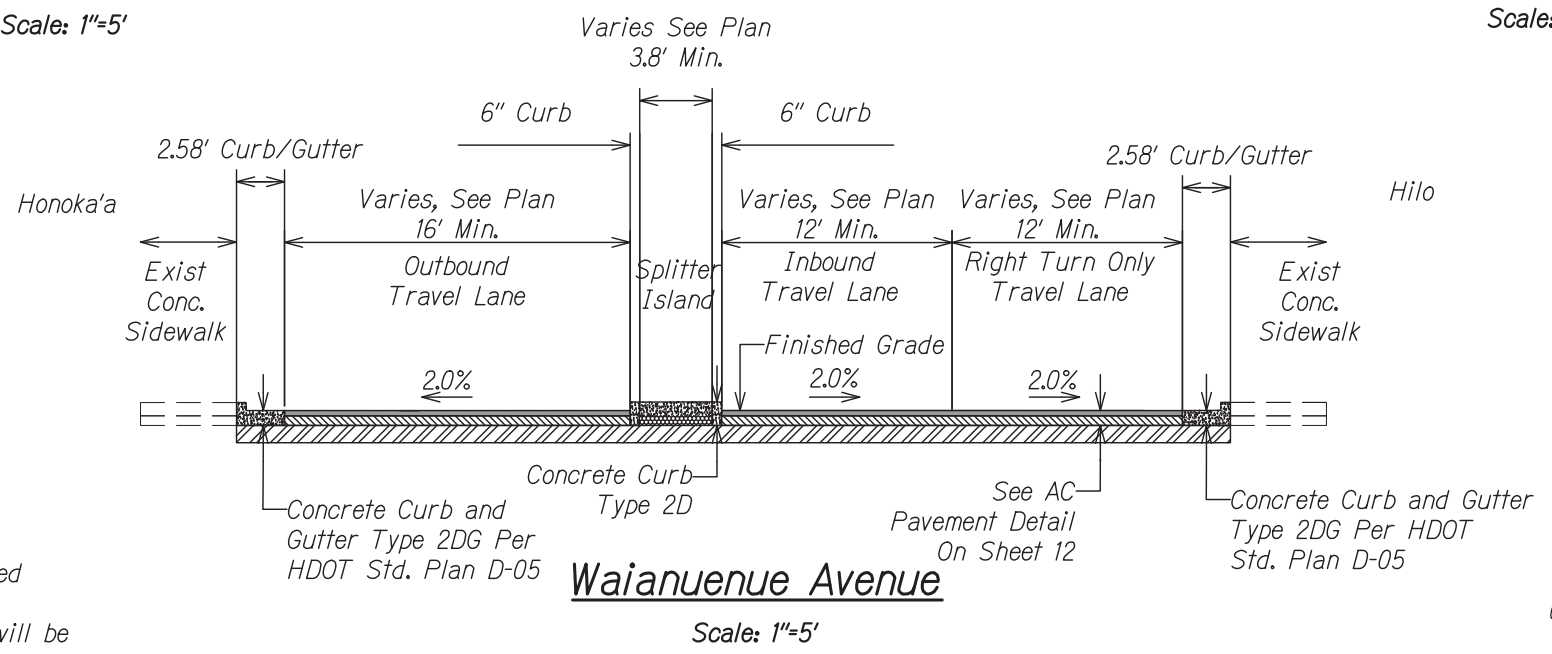 Scale: 1"=5'
Scale:
Varies See Plan
3.8' Min.
6" Curb
6" Curb
2.58' Curb/Gutter
2.58' Curb/Gutter
Honoka'a
Varies, See Plan
16' Min.
Outbound
Travel Lane
Splitter
Island
Varies, See Plan
12' Min.
Inbound
Travel Lane
Varies, See Plan
12' Min.
Right Turn Only
Travel Lane
Hilo
Exist
Conc.
Sidewalk
Exist
Conc.
Sidewalk
Finished Grade
2.0%
2.0%
2.0%
Concrete Curb and
Gutter Type 2DG Per
HDOT Std. Plan D-05
Concrete Curb
Type 2D
See AC
Pavement Detail
On Sheet 12
Concrete Curb and Gutter
Type 2DG Per HDOT
Std. Plan D-05
ed
will be
Waianuenue Avenue
Scale: 1"=5'